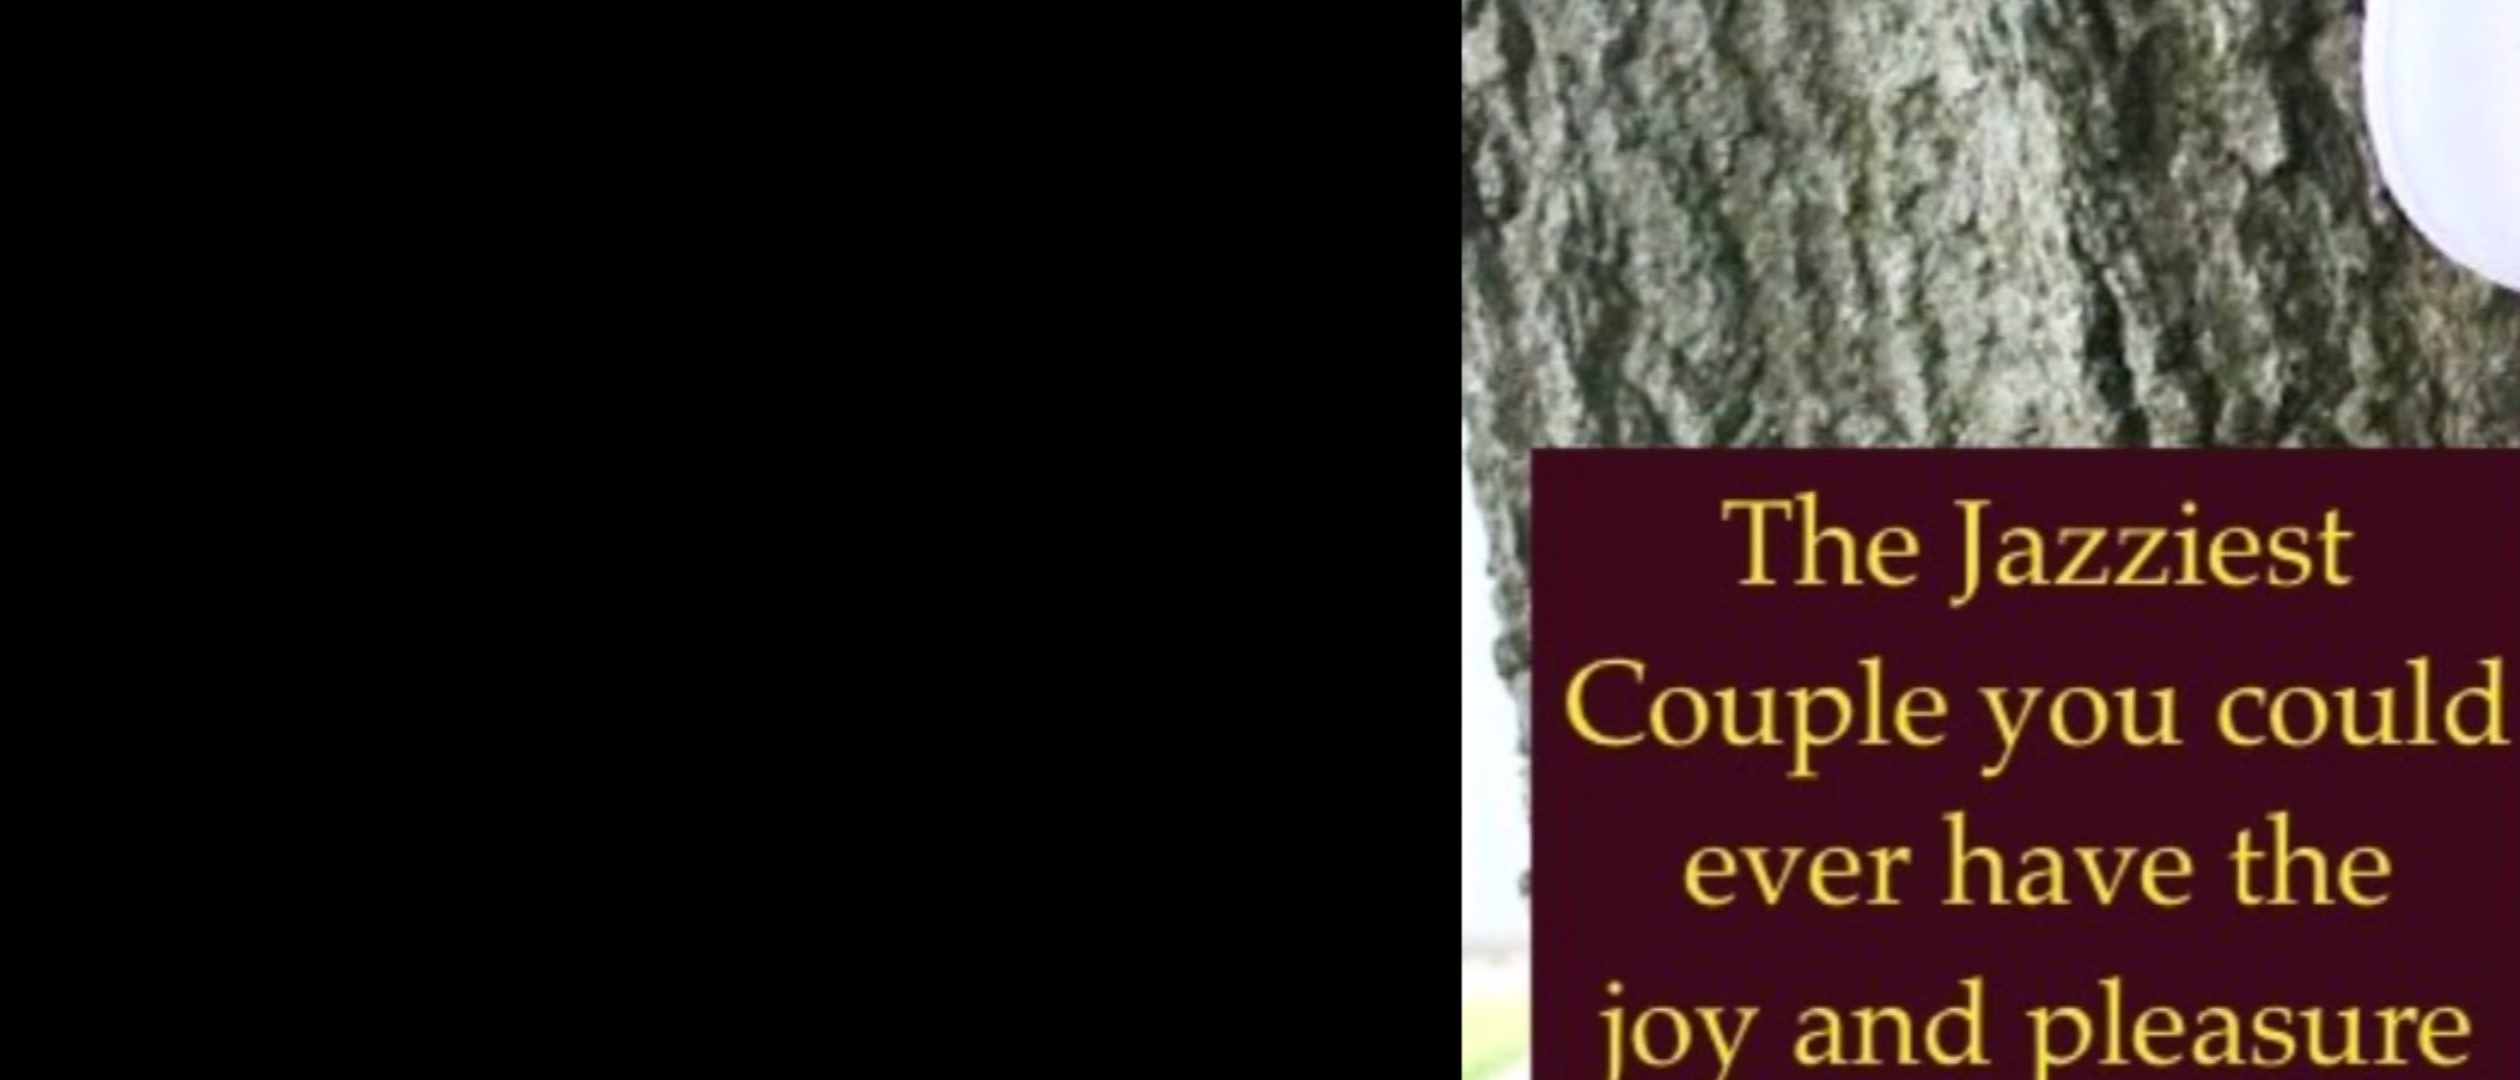 The Jazziest
Couple you could
ever have the
joy and pleasure